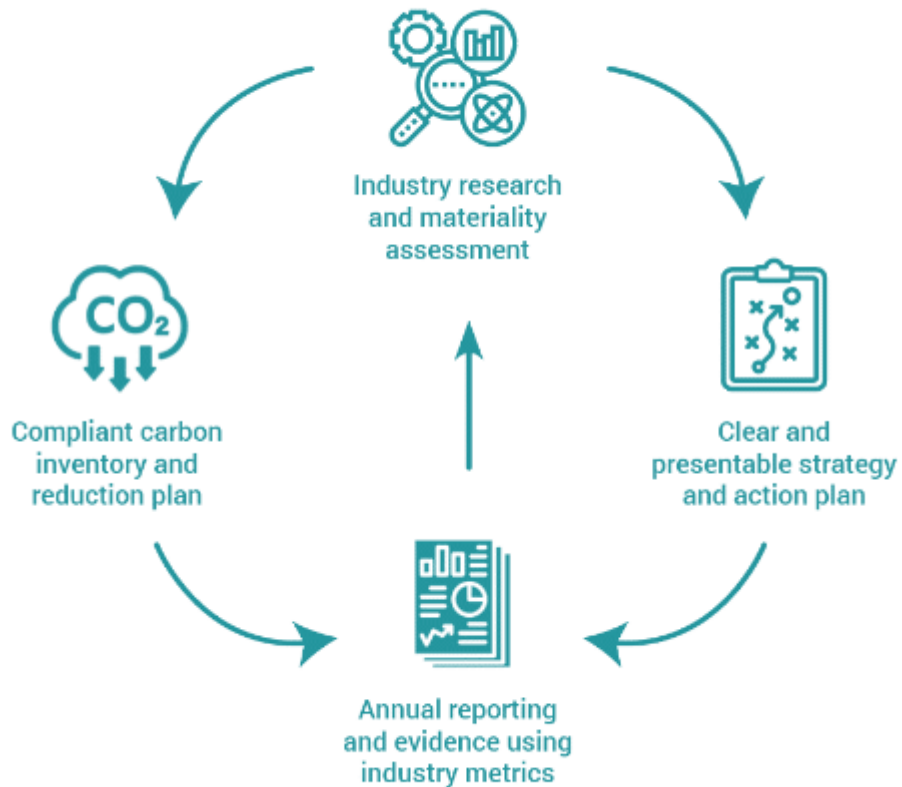 Industry research
and materiality
assessment
CO₂
Compliant carbon
inventory and
reduction plan
Clear and
presentable strategy
and action plan
Annual reporting
and evidence using
industry metrics